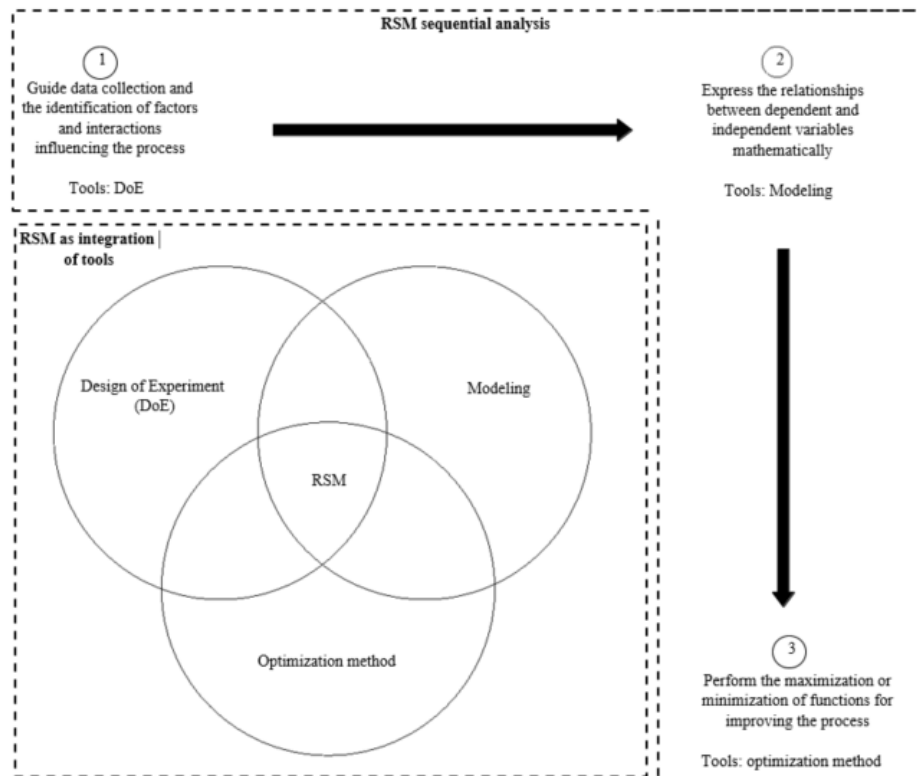 RSM sequential analysis
1
Guide data collection and
the identification of factors
and interactions
influencing the process
Tools: DoE
2
Express the relationships
between dependent and
independent variables
mathematically
Tools: Modeling
RSM as integration
of tools
Design of Experiment
(DoE)
Modeling
RSM
Optimization method
3
Perform the maximization or
minimization of functions for
improving the process
Tools: optimization method